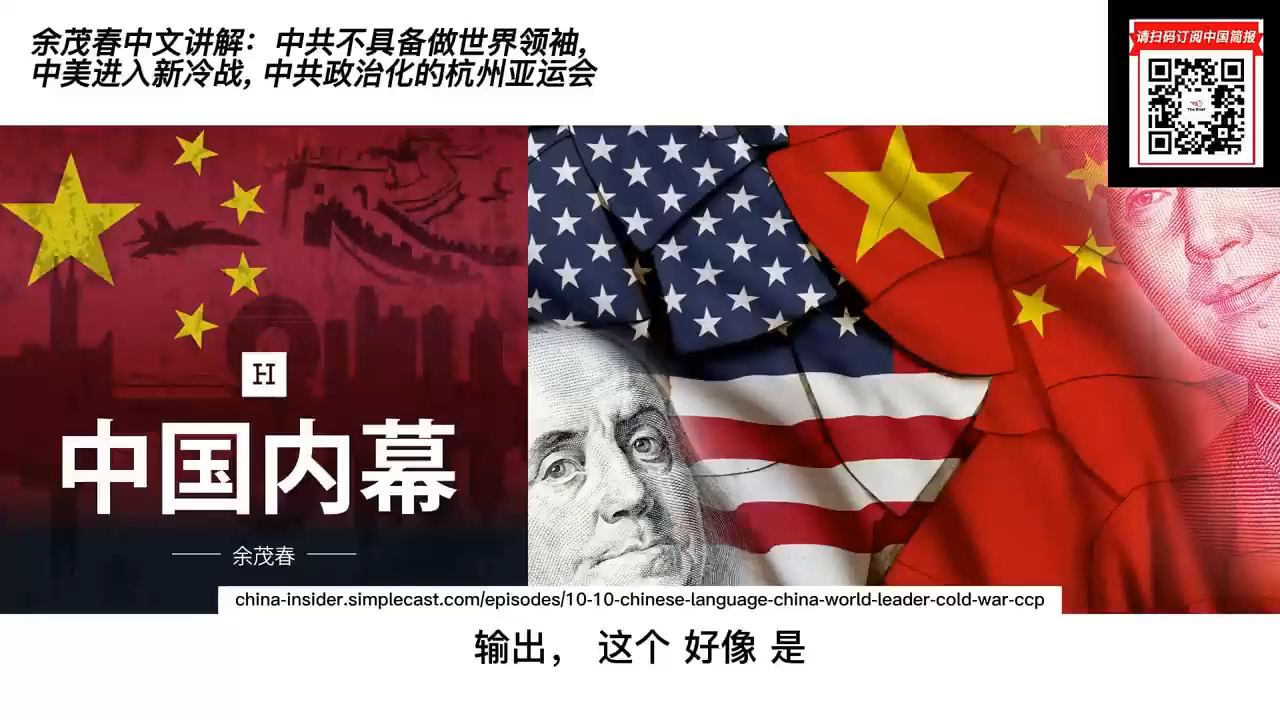 余茂春中文讲解：中共不具备做世界领袖,
中美进入新冷战, 中共政治化的杭州亚运会
请扫码订阅中国简报
The Brief
H
中国内幕
余茂春
china-insider.simplecast.com/episodes/10-10-chinese-language-china-world-leader-cold-war-ccp
输出， 这个 好像 是